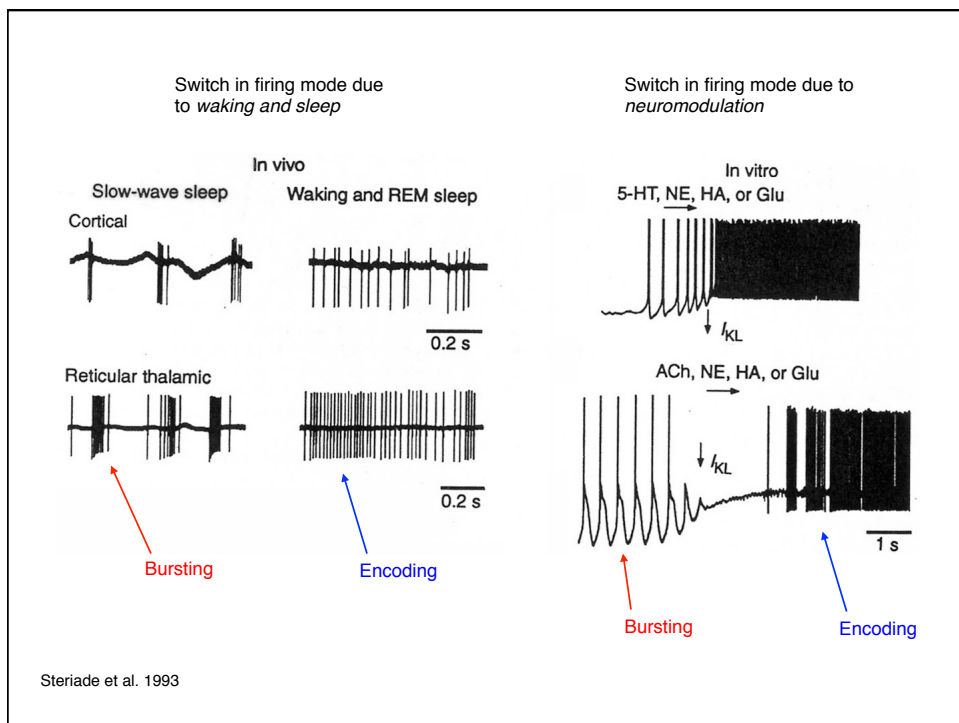 Switch in firing mode due
to waking and sleep
In vivo
Slow-wave sleep
Waking and REM sleep
Cortical
0.2 s
Reticular thalamic
0.2 s
Bursting
Encoding
Switch in firing mode due to
neuromodulation
In vitro
5-HT, NE, HA, or Glu
IKL
ACh, NE, HA, or Glu
IKL
1 s
Bursting
Encoding
Steriade et al. 1993